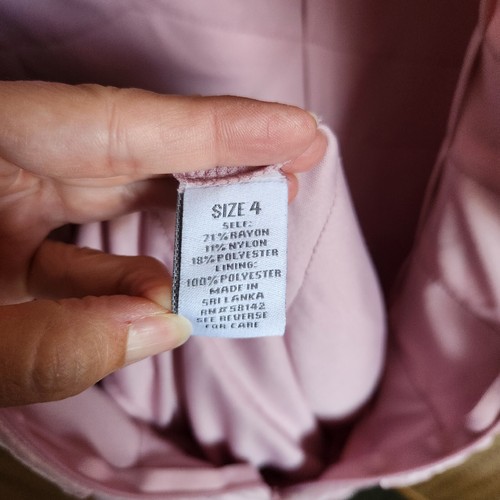 SIZE 4
SELF:
71% RAYON
11% NYLON
18% POLYESTER
LINING:
100% POLYESTER
MADE IN
SRI LANKA
RN# 58142
SEE REVERSE
FOR CARE